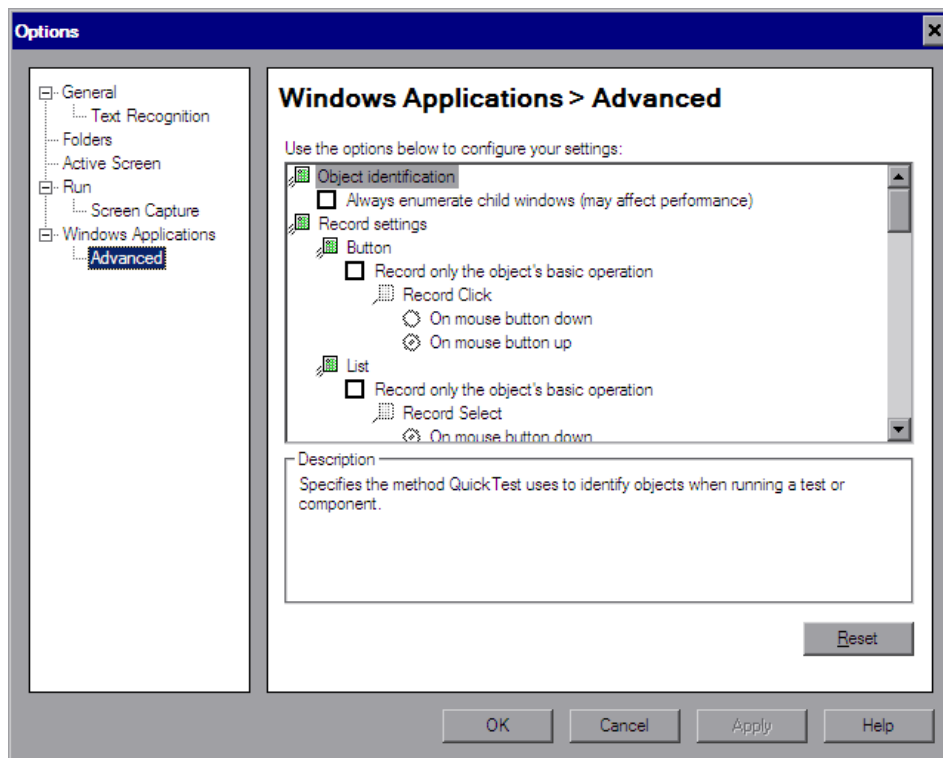 Options
General
Text Recognition
Folders
Active Screen
Run
Screen Capture
Windows Applications
Advanced
Windows Applications > Advanced
Use the options below to configure your settings:
Object identification
Always enumerate child windows (may affect performance)
Record settings
Button
Record only the object's basic operation
Record Click
On mouse button down
On mouse button up
List
Record only the object's basic operation
Record Select
On mouse button down
Description
Specifies the method QuickTest uses to identify objects when running a test or
component.
Reset
OK
Cancel
Apply
Help